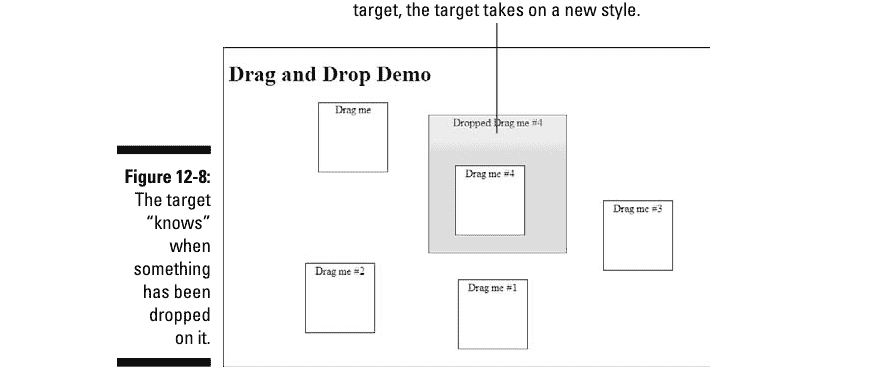 target, the target takes on a new style.
Drag and Drop Demo
Drag me
Dropped Drag me #4
Drag me #4
Drag me #3
Drag me #2
Drag me #1
Figure 12-8:
The target
“knows”
when
something
has been
dropped
on it.